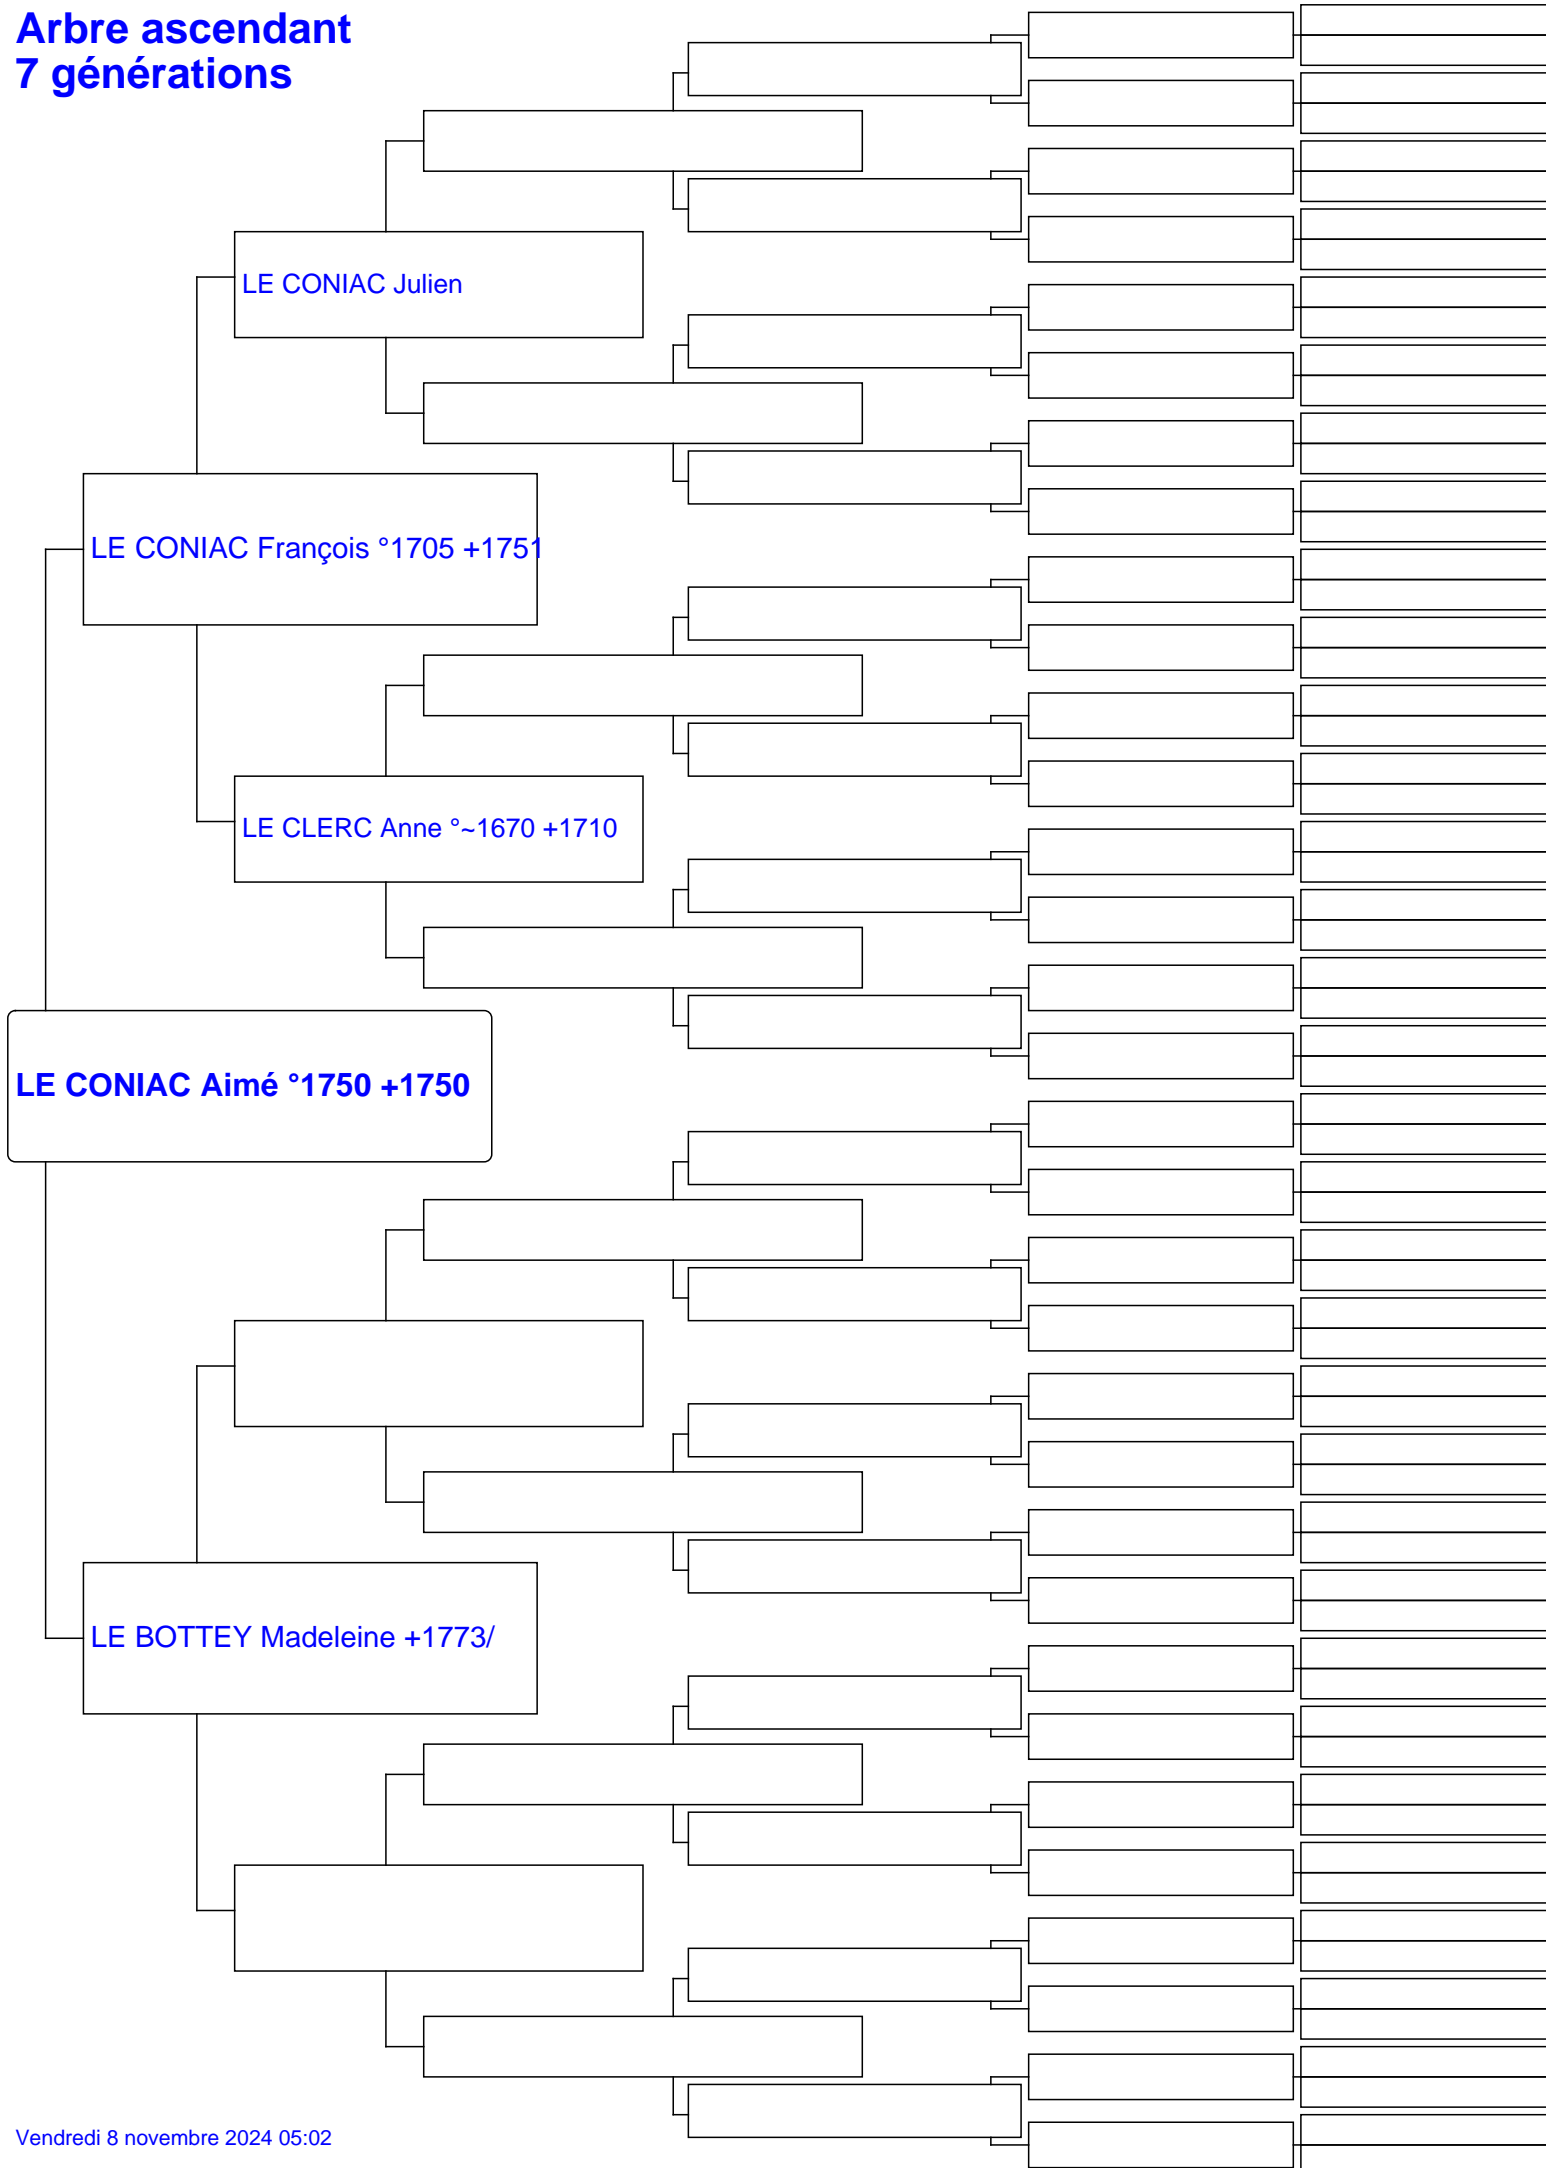 Arbre ascendant
7 générations
LE CONIAC Julien
LE CONIAC François °1705 +1751
LE CLERC Anne °~1670 +1710
LE CONIAC Aimé °1750 +1750
LE BOTTEY Madeleine +1773/
Vendredi 8 novembre 2024 05:02